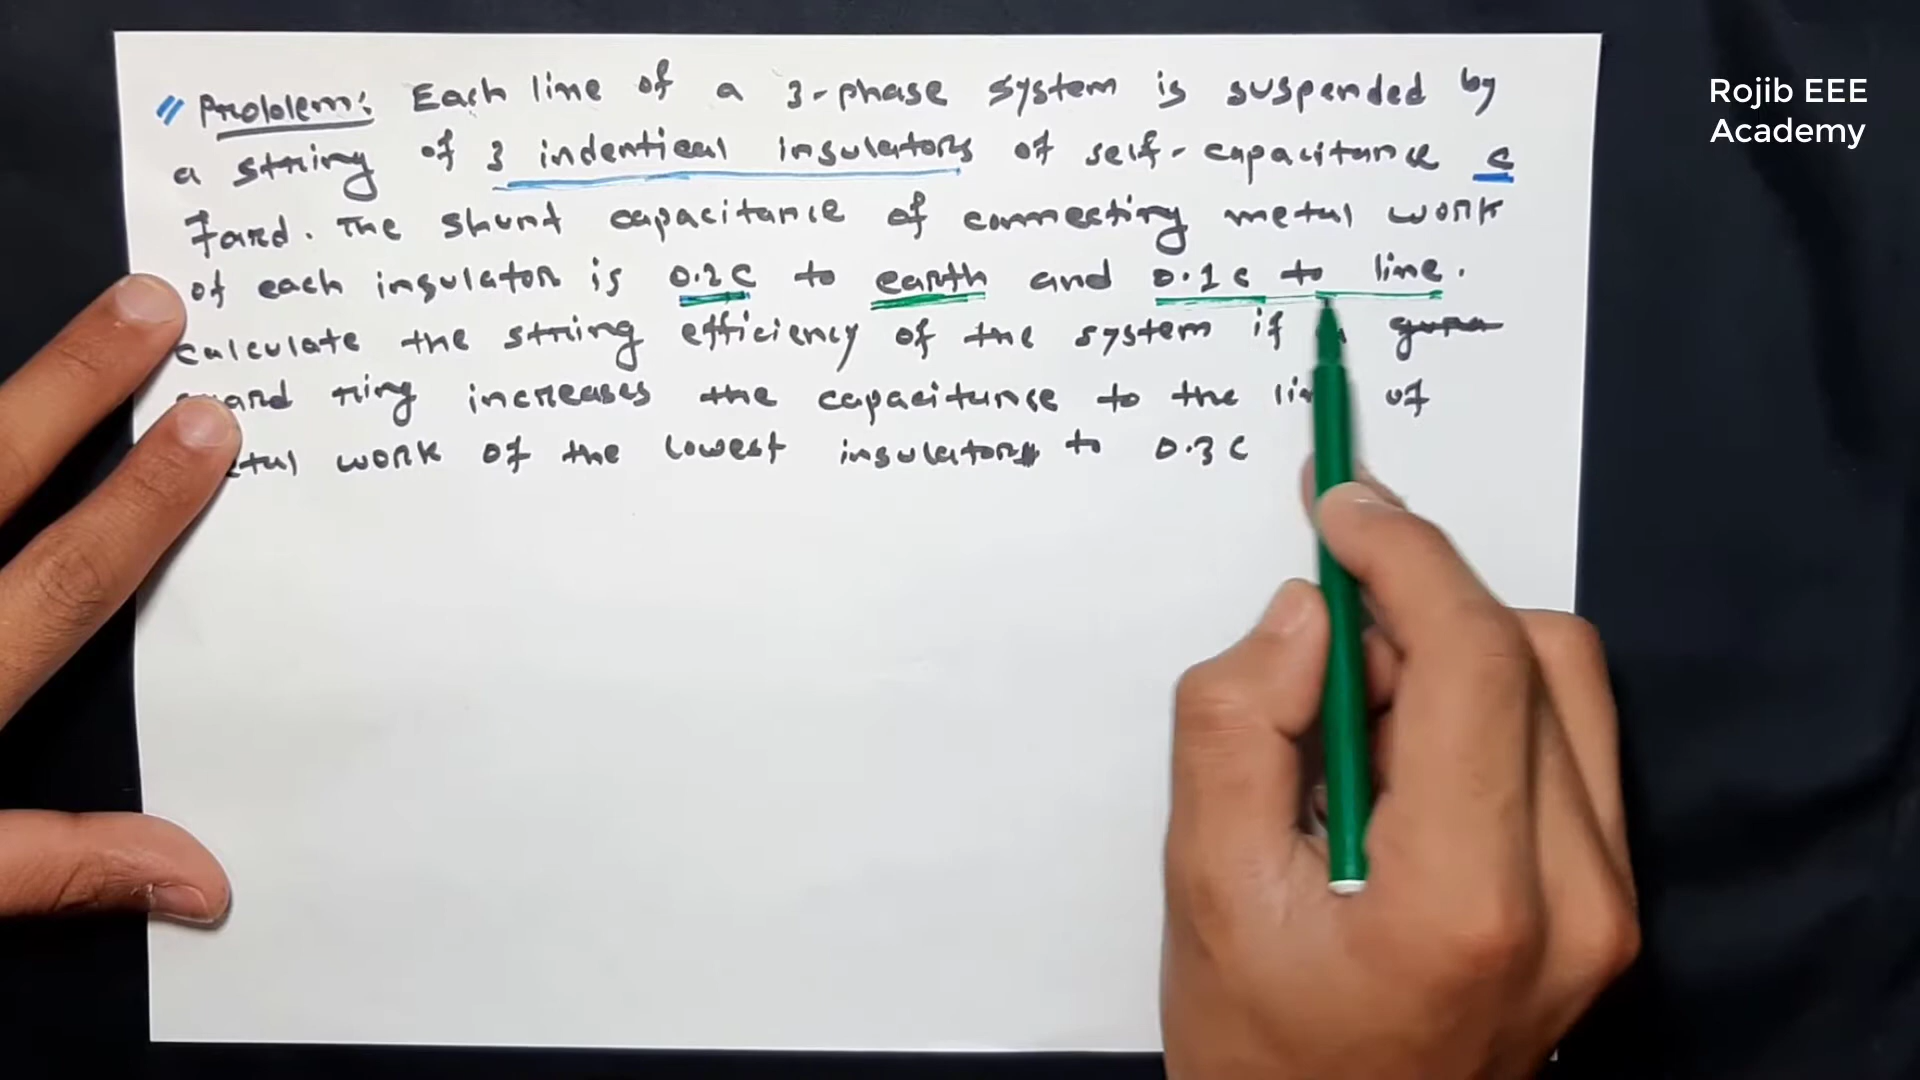 Problem: Each line of a 3-phase system is suspended by
a string of 3 indentical insulators of self-capacitance C
Fard. The shunt capacitance of connecting metal work
of each insulator is 0.2C to earth and 0.1C to line.
calculate the string efficiency of the system if
ring increases the capacitance to the of
work of the lowest insulators to 0.3C
Rojib EEE
Academy